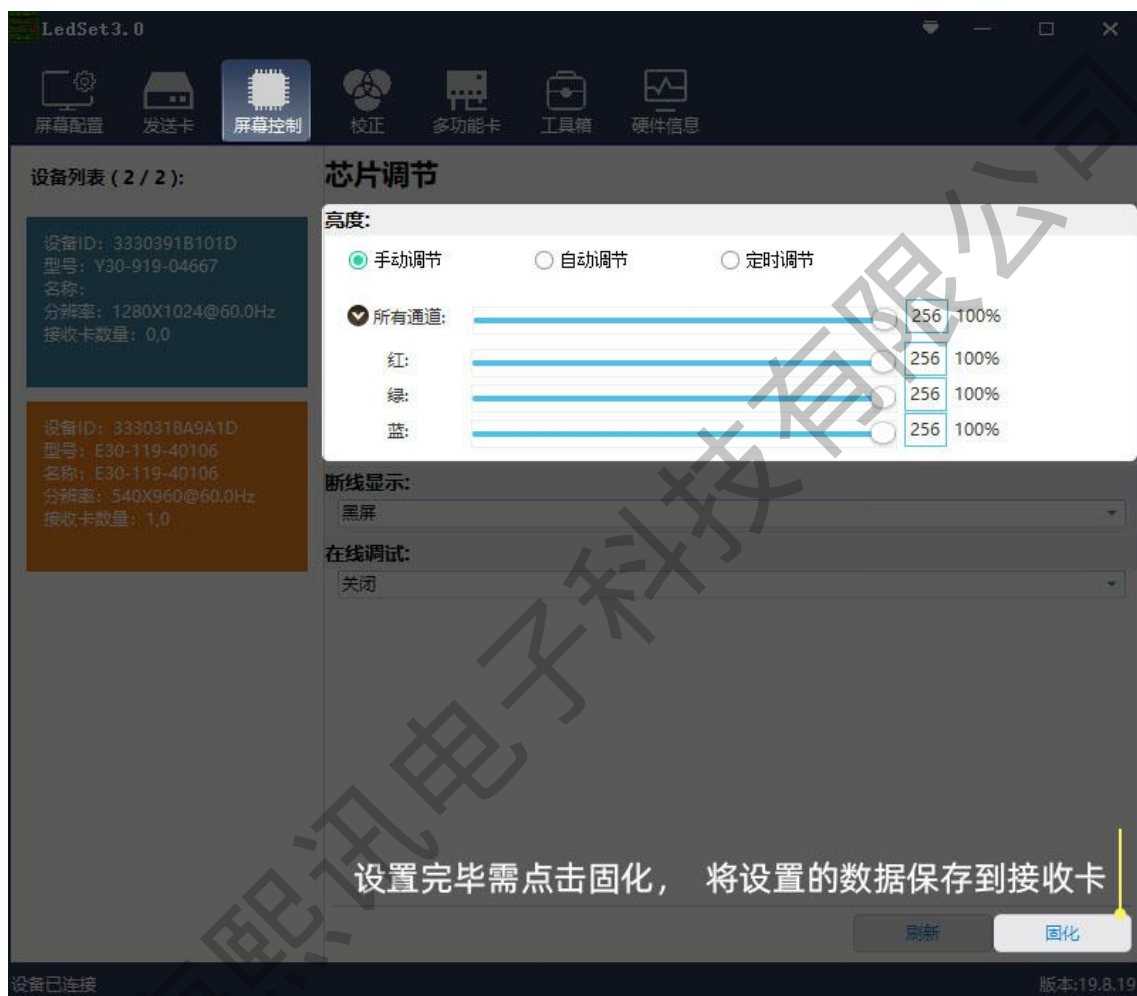 LedSet3.0
屏幕配置 发送卡 屏幕控制 校正 多功能卡 工具箱 硬件信息
设备列表 ( 2 / 2 ):
设备ID: 3330391B101D
型号: Y30-919-04667
名称:
分辨率: 1280X1024@60.0Hz
接收卡数量: 0,0
设备ID: 3330318A9A1D
型号: E30-119-40106
名称: E30-119-40106
分辨率: 540X960@60.0Hz
接收卡数量: 1,0
芯片调节
亮度:
手动调节 自动调节 定时调节
所有通道: 256 100%
红: 256 100%
绿: 256 100%
蓝: 256 100%
断线显示:
黑屏
在线调试:
关闭
设置完毕需点击固化， 将设置的数据保存到接收卡
刷新 固化
设备已连接 版本:19.8.19
熙讯电子科技有限公司